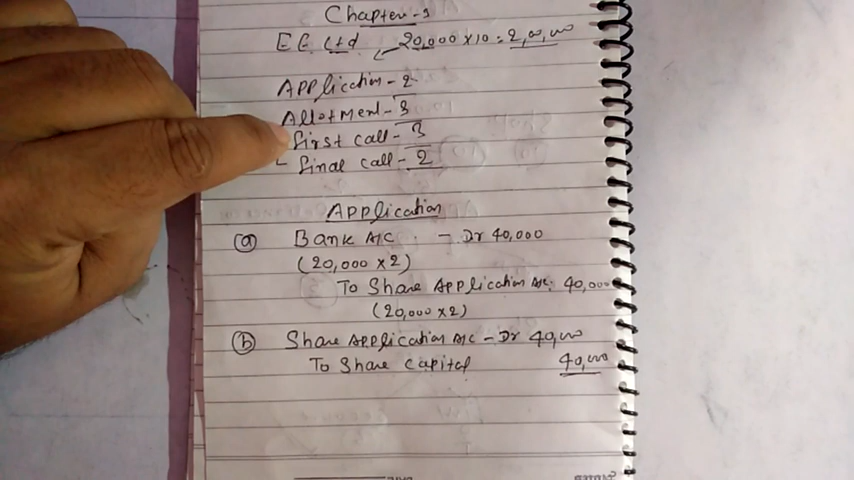 Chapter-3
EE Ltd 20,000 x 10 = 2,00,000
Application - 2
Allotment - 3
First call - 3
final call - 2
Application
(a) Bank A/C. - Dr 40,000
(20,000 x 2)
To Share Application A/C. 40,000
(20,000 x 2)
(b) Share Application A/C - Dr 40,000
To Share Capital 40,000